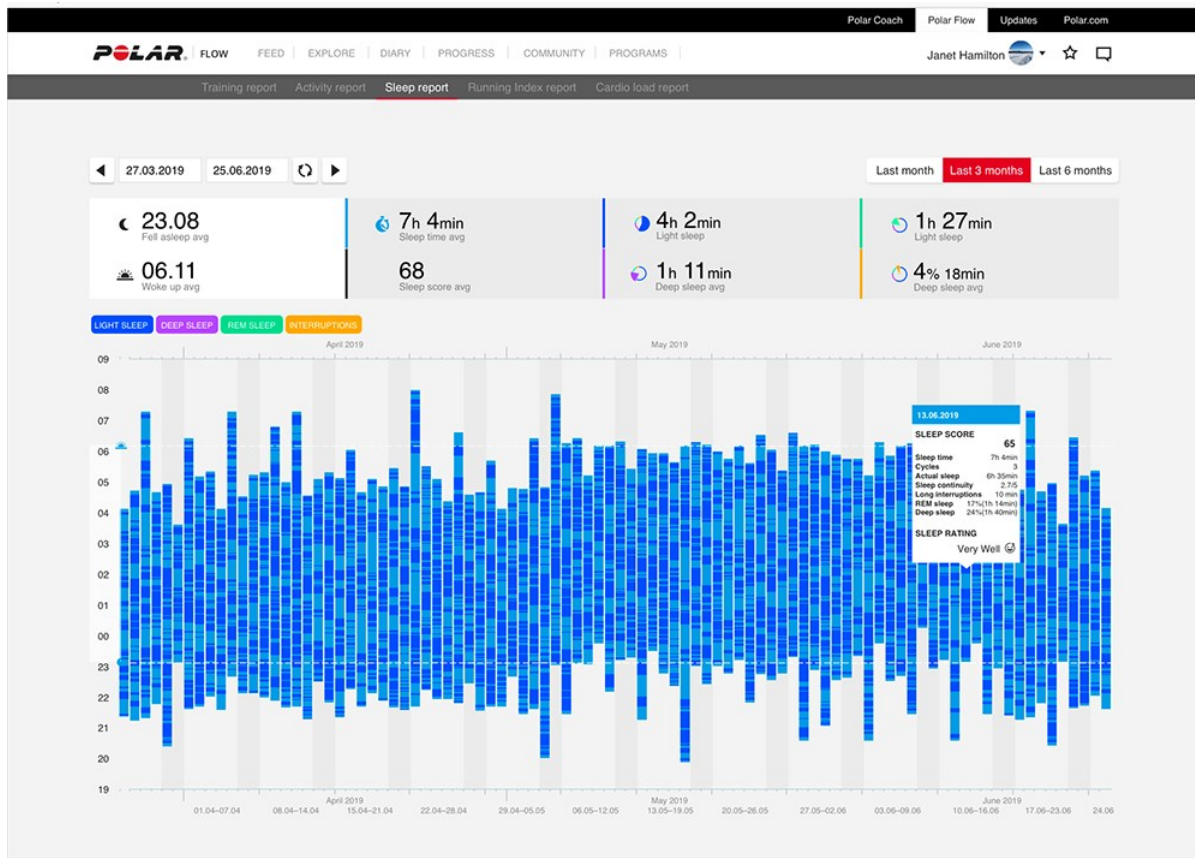 Polar Coach Polar Flow Updates Polar.com
POLAR. FLOW FEED EXPLORE DIARY PROGRESS COMMUNITY PROGRAMS Janet Hamilton
Training report Activity report Sleep report Running Index report Cardio load report
27.03.2019 25.06.2019 Last month Last 3 months Last 6 months
23.08 7h 4min 4h 2min 1h 27min
Fell asleep avg Sleep time avg Light sleep Light sleep
06.11 68 1h 11min 4% 18min
Woke up avg Sleep score avg Deep sleep avg Deep sleep avg
LIGHT SLEEP DEEP SLEEP REM SLEEP INTERRUPTIONS
April 2019 May 2019 June 2019
09
08
07
06
05
04
03
02
01
00
23
22
21
20
19
13.06.2019
SLEEP SCORE
65
Sleep time 7h 4min
Cycles 3
Actual sleep 6h 35min
Sleep continuity 2.7/5
Long interruptions 10 min
REM sleep 17%(1h 14min)
Deep sleep 24%(1h 40min)
SLEEP RATING
Very Well
April 2019 May 2019 June 2019
01.04–07.04 08.04–14.04 15.04–21.04 22.04–28.04 29.04–05.05 06.05–12.05 13.05–19.05 20.05–26.05 27.05–02.06 03.06–09.06 10.06–16.06 17.06–23.06 24.06